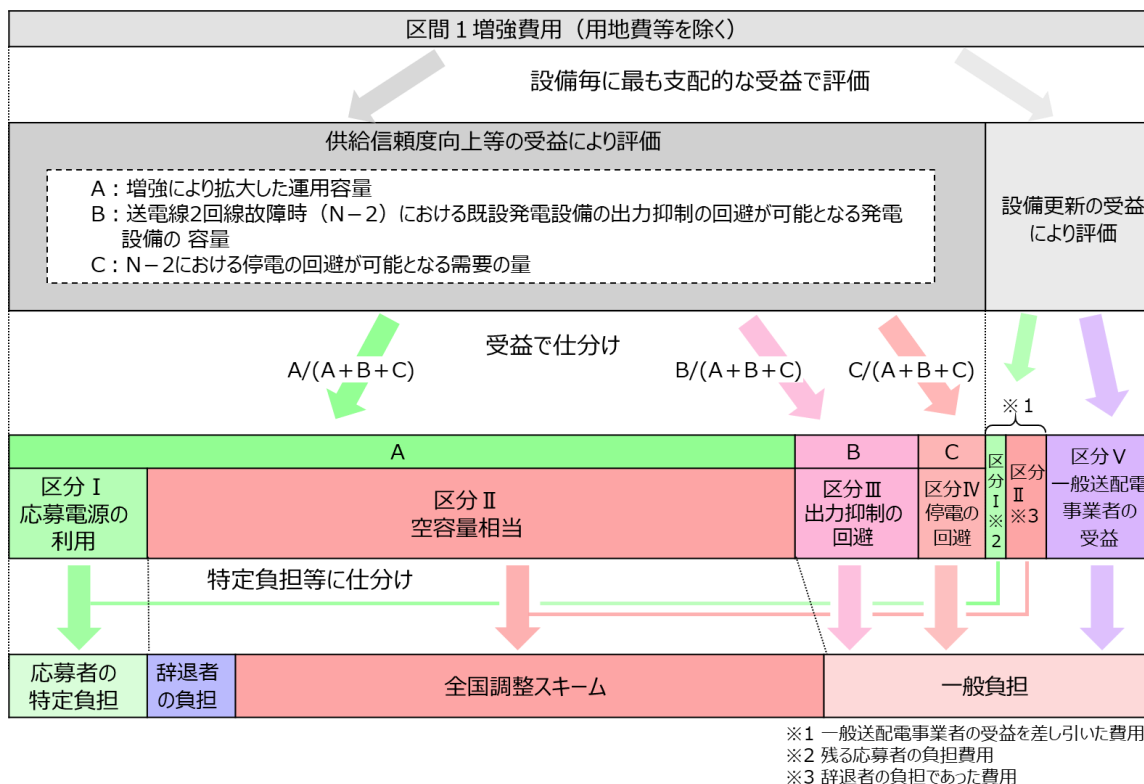 区間1増強費用（用地費等を除く）
設備毎に最も支配的な受益で評価
供給信頼度向上等の受益により評価
A：増強により拡大した運用容量
B：送電線2回線故障時（N−2）における既設発電設備の出力抑制の回避が可能となる発電
設備の 容量
C：N−2における停電の回避が可能となる需要の量
設備更新の受益
により評価
受益で仕分け
A/(A+B+C)
B/(A+B+C)
C/(A+B+C)
※1
A
B
C
区分Ⅰ
応募電源の
利用
区分Ⅱ
空容量相当
区分Ⅲ
出力抑制の
回避
区分Ⅳ
停電の
回避
区分Ⅰ※2
区分Ⅱ※3
区分Ⅴ
一般送配電
事業者の
受益
特定負担等に仕分け
応募者の
特定負担
辞退者
の負担
全国調整スキーム
一般負担
※1 一般送配電事業者の受益を差し引いた費用
※2 残る応募者の負担費用
※3 辞退者の負担であった費用